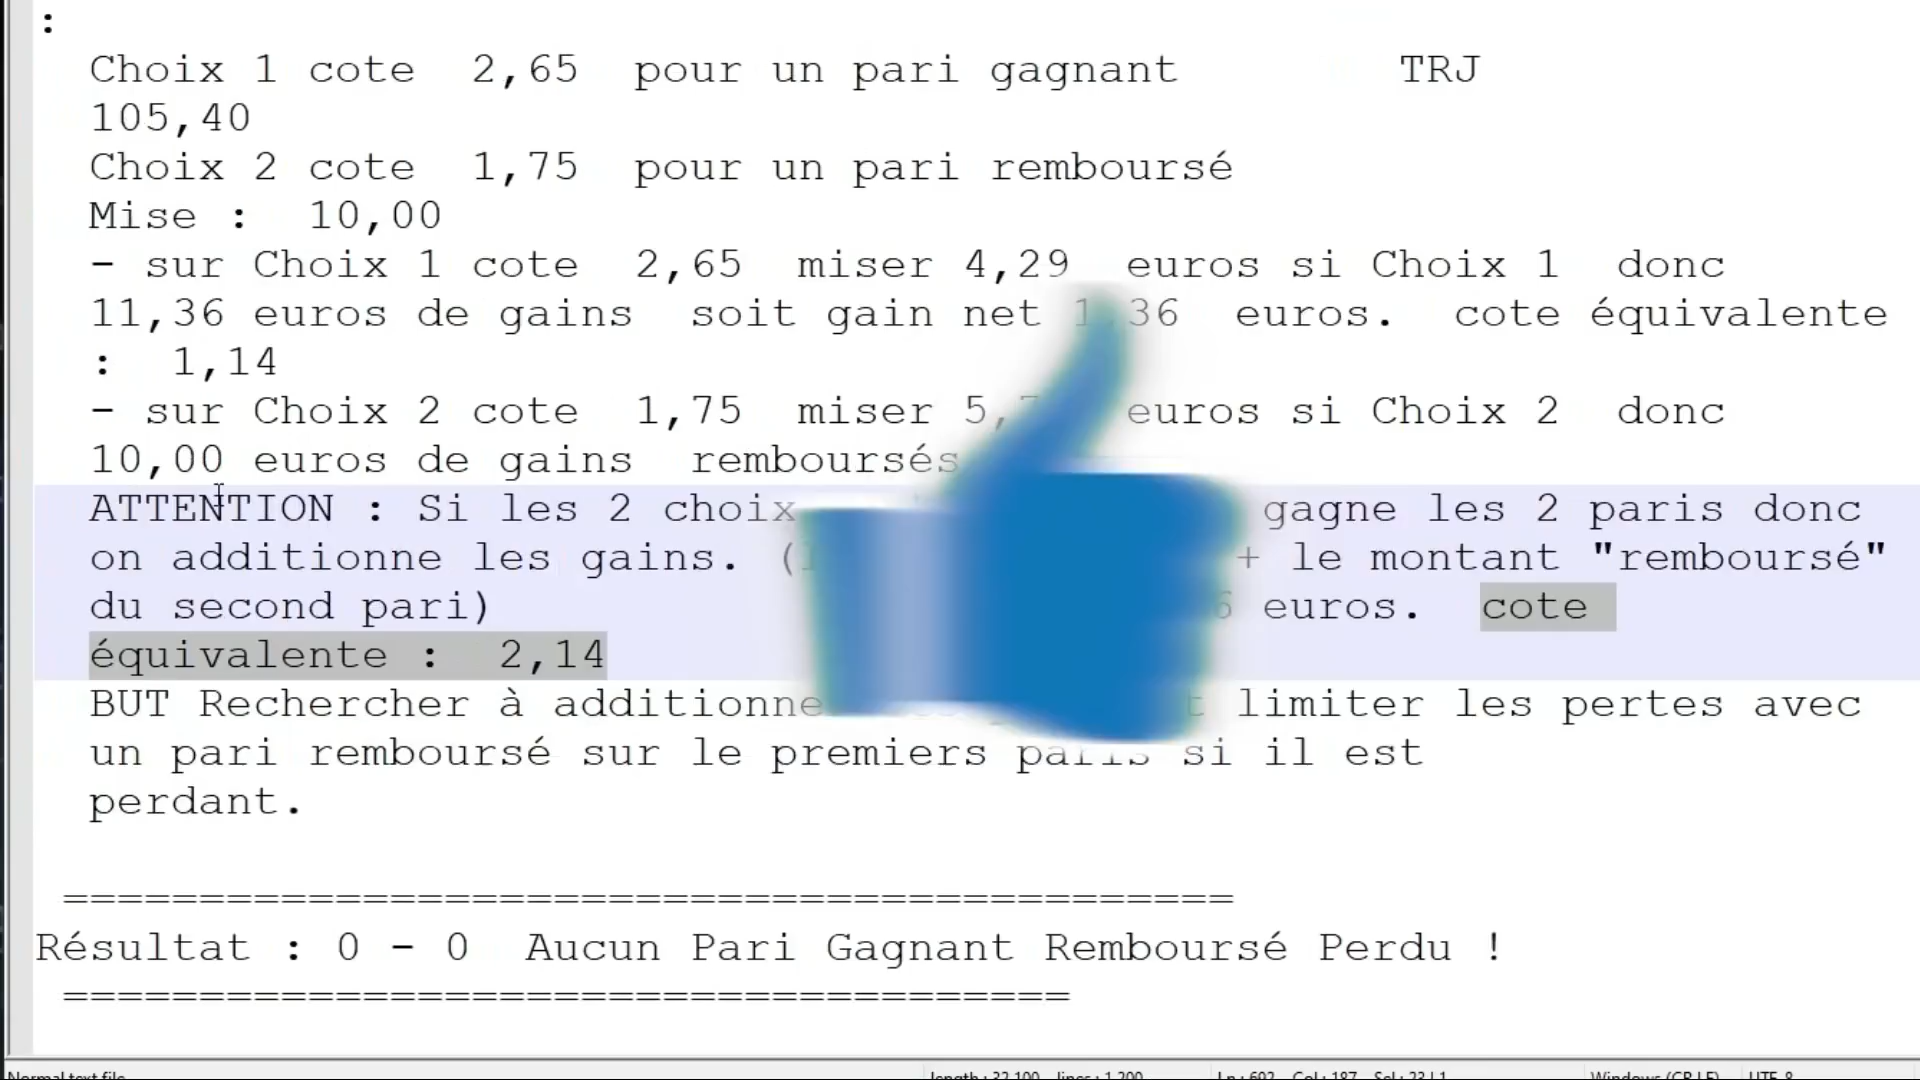 :
Choix 1 cote 2,65 pour un pari gagnant TRJ
105,40
Choix 2 cote 1,75 pour un pari remboursé
Mise : 10,00
- sur Choix 1 cote 2,65 miser 4,29 euros si Choix 1 donc
11,36 euros de gains soit gain net 1,36 euros. cote équivalente
: 1,14
- sur Choix 2 cote 1,75 miser euros si Choix 2 donc
10,00 euros de gains remboursés
ATTENTION : Si les 2 choix gagne les 2 paris donc
on additionne les gains. ( + le montant "remboursé"
du second pari) euros. cote
équivalente : 2,14
BUT Rechercher à limiter les pertes avec
un pari remboursé sur le premiers paris si il est
perdant.
==========================================
Résultat : 0 - 0 Aucun Pari Gagnant Remboursé Perdu !
====================================